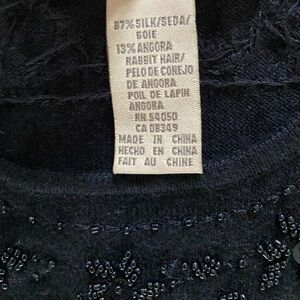 87% SILK/SEDA/
SOIE
13% ANGORA
RABBIT HAIR/
PELO DE CONEJO
DE ANGORA
POIL DE LAPIN
ANGORA
RN 54050
CA 08349
MADE IN CHINA
HECHO EN CHINA
FAIT AU CHINE